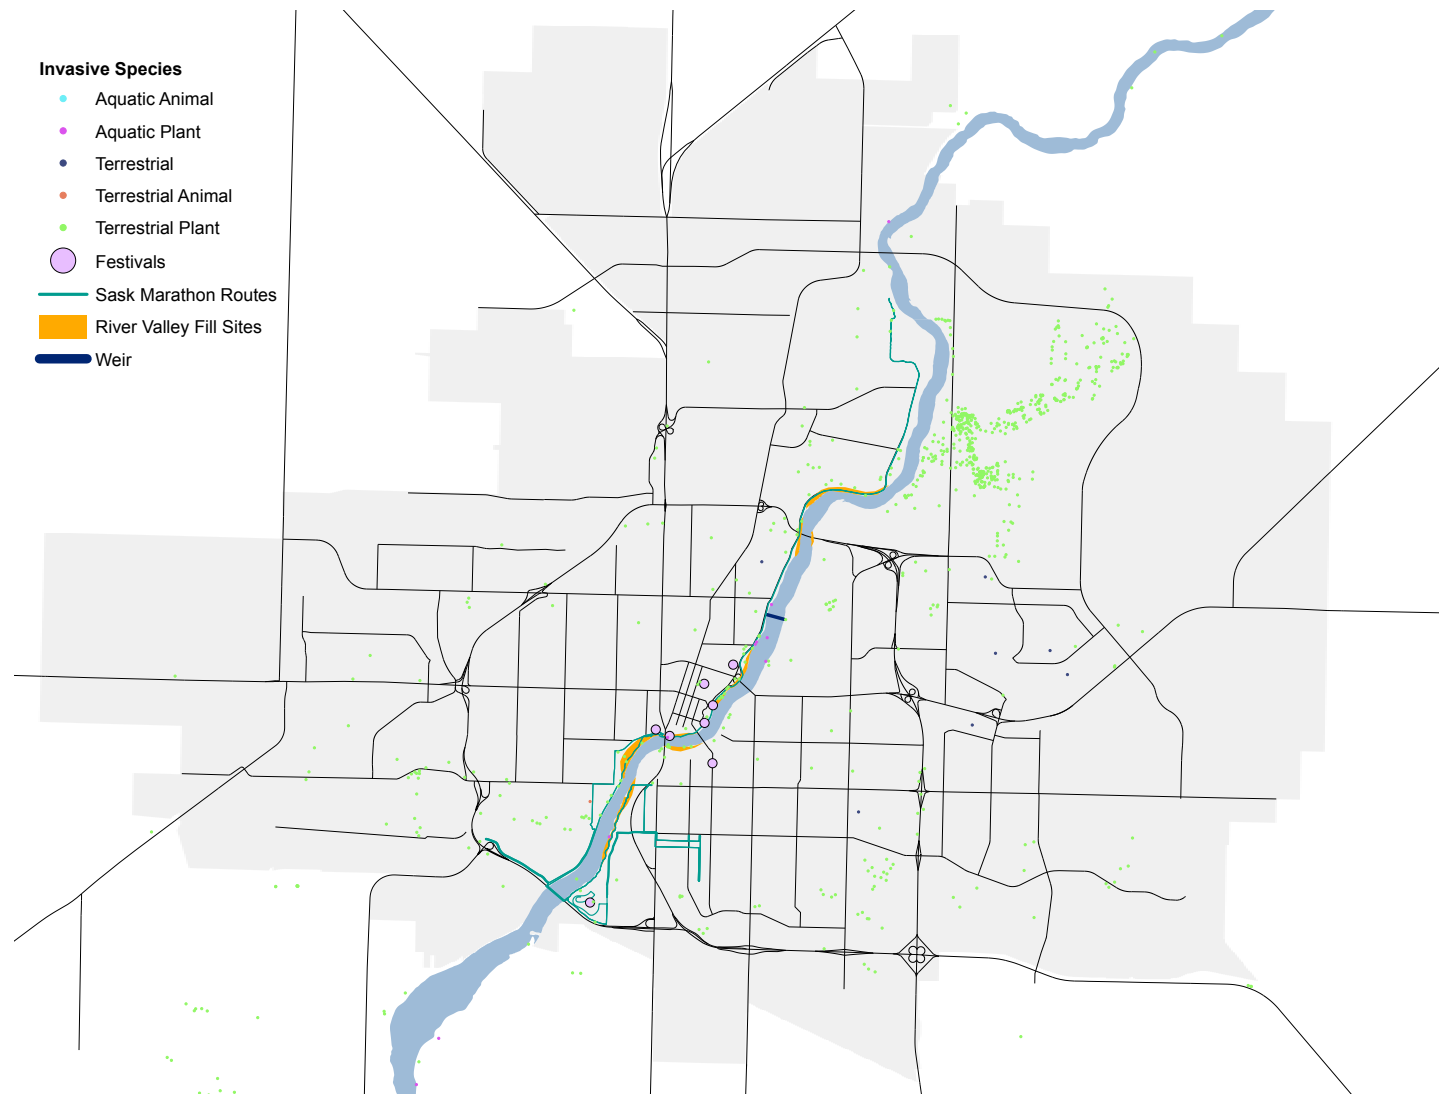 Invasive Species
Aquatic Animal
Aquatic Plant
Terrestrial
Terrestrial Animal
Terrestrial Plant
Festivals
Sask Marathon Routes
River Valley Fill Sites
Weir